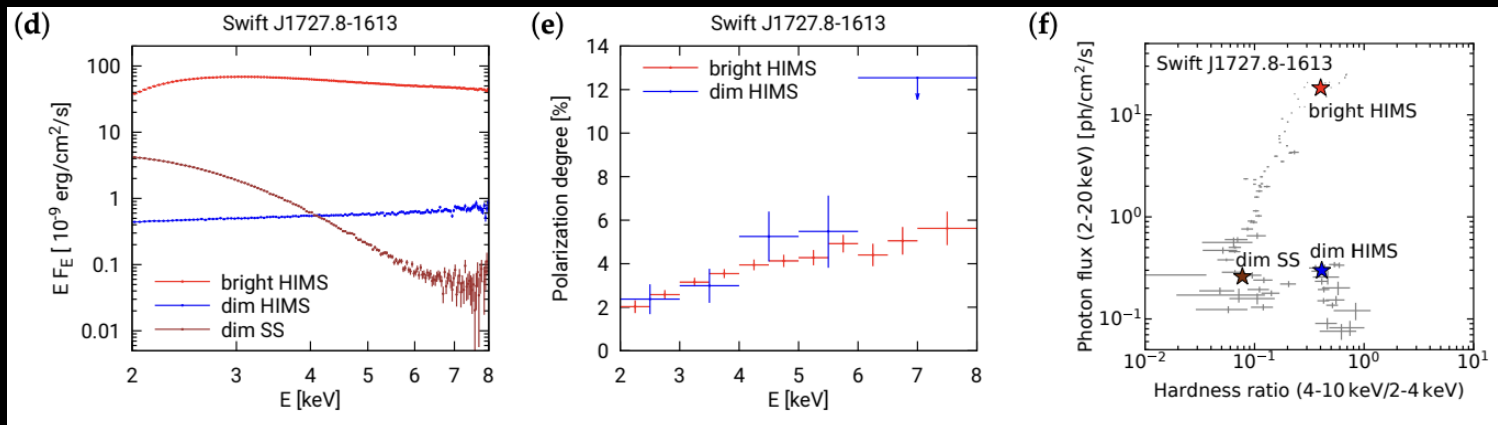 (d)
Swift J1727.8-1613
E F_E [ 10^-9 erg/cm^2/s]
100
10
1
0.1
0.01
bright HIMS
dim HIMS
dim SS
2 3 4 5 6 7 8
E [keV]
(e)
Swift J1727.8-1613
Polarization degree [%]
14
12
10
8
6
4
2
0
bright HIMS
dim HIMS
2 3 4 5 6 7 8
E [keV]
(f)
Photon flux (2-20 keV) [ph/cm^2/s]
Swift J1727.8-1613
10^1
10^0
10^-1
bright HIMS
dim SS
dim HIMS
10^-2 10^-1 10^0 10^1
Hardness ratio (4-10 keV/2-4 keV)